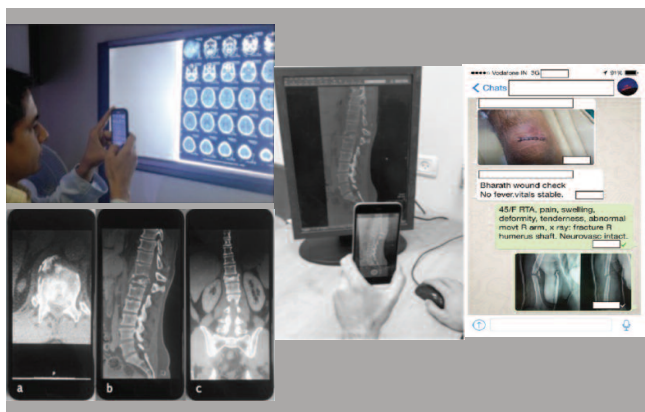 a
b
c
Vodafone IN 3G
91%
Chats
Bharath wound check
No fever.vitals stable.
45/F RTA, pain, swelling,
deformity, tenderness, abnormal
movt R arm, x ray: fracture R
humerus shaft. Neurovasc intact.